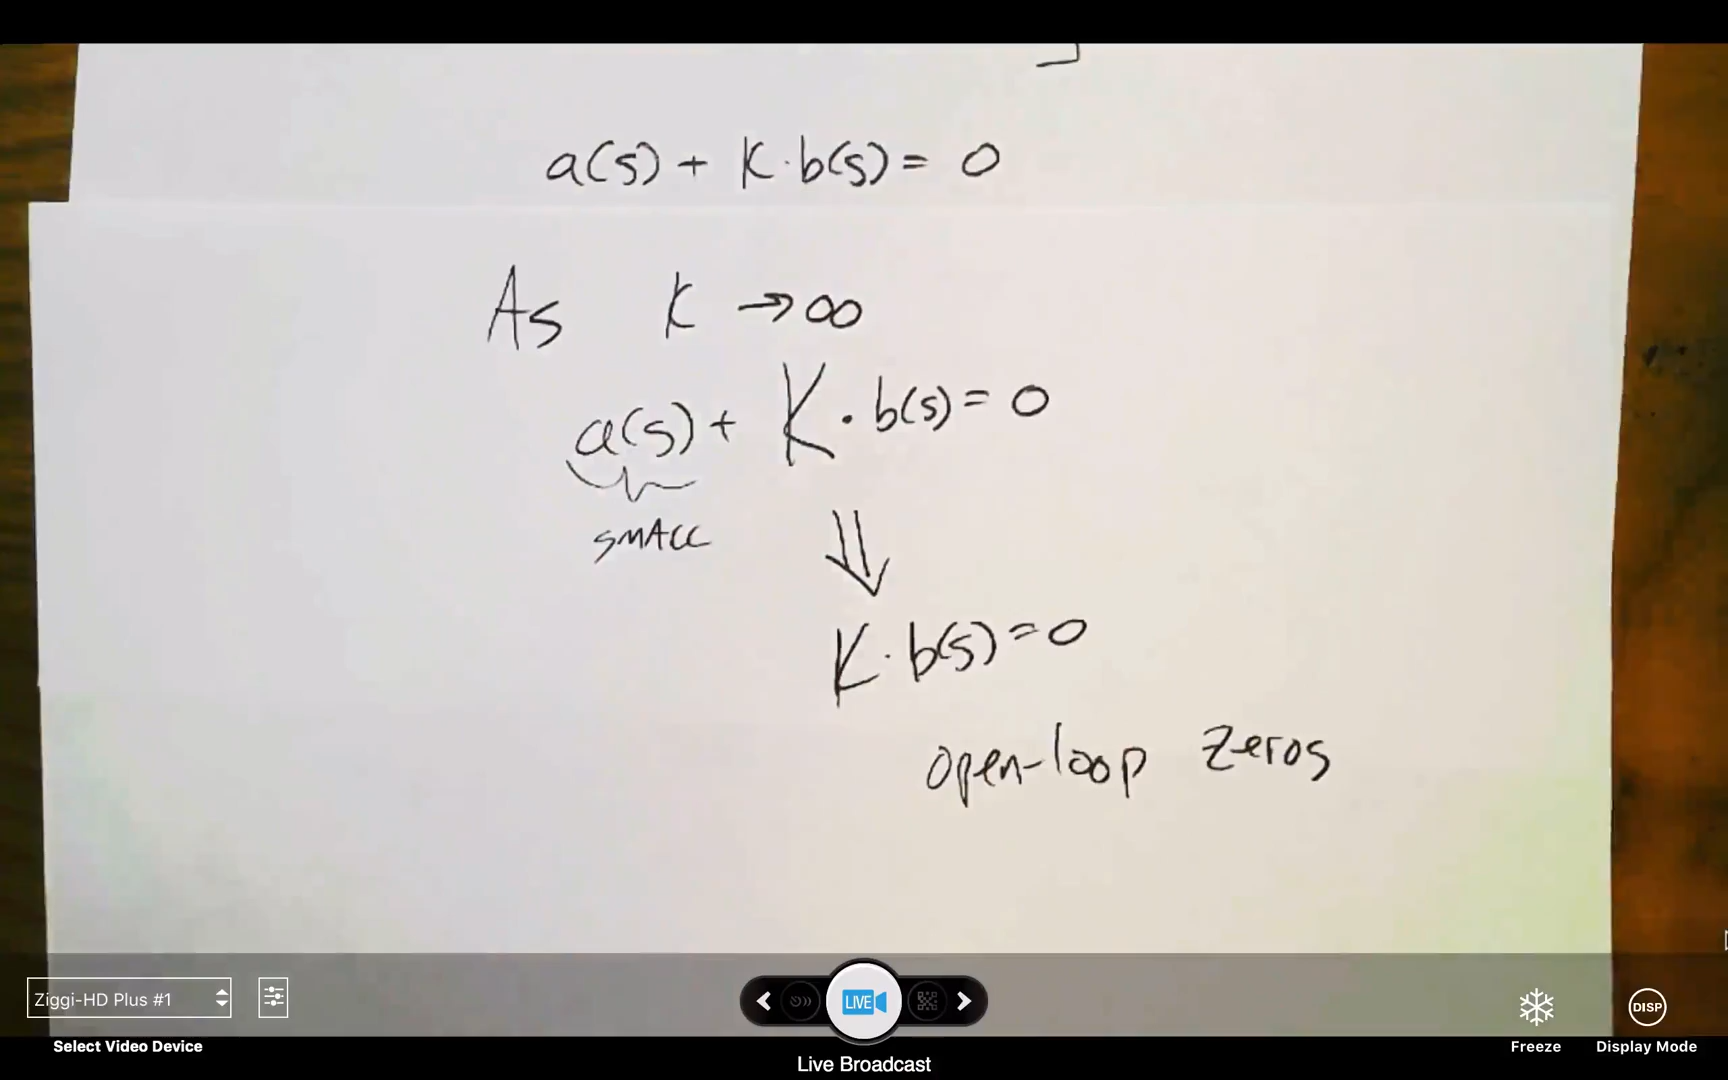 a(s) + K·b(s) = 0
As K → ∞
a(s) + K·b(s) = 0
SMALL
⇓
K·b(s) = 0
open-loop zeros
Ziggi-HD Plus #1
Select Video Device
LIVE
Live Broadcast
Freeze
DISP
Display Mode